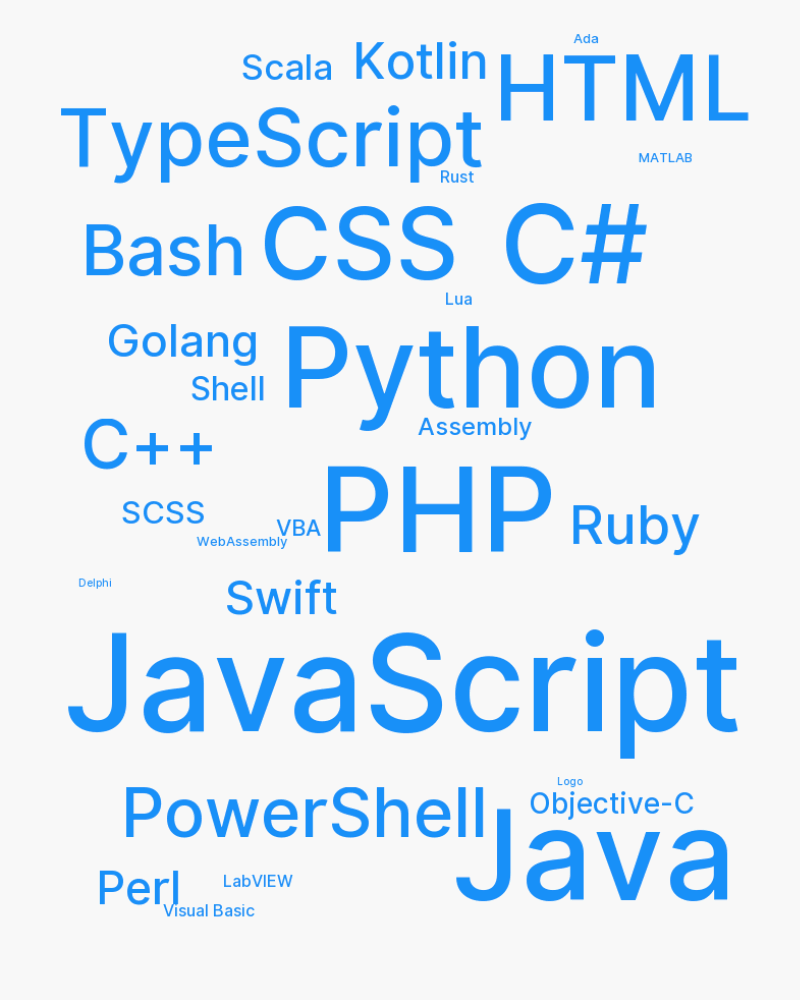 Ada
Scala
Kotlin
HTML
TypeScript
MATLAB
Rust
Bash
CSS
C#
Lua
Golang
Python
Shell
Assembly
C++
SCSS
VBA
PHP
Ruby
WebAssembly
Delphi
Swift
JavaScript
Logo
Objective-C
PowerShell
Java
Perl
LabVIEW
Visual Basic